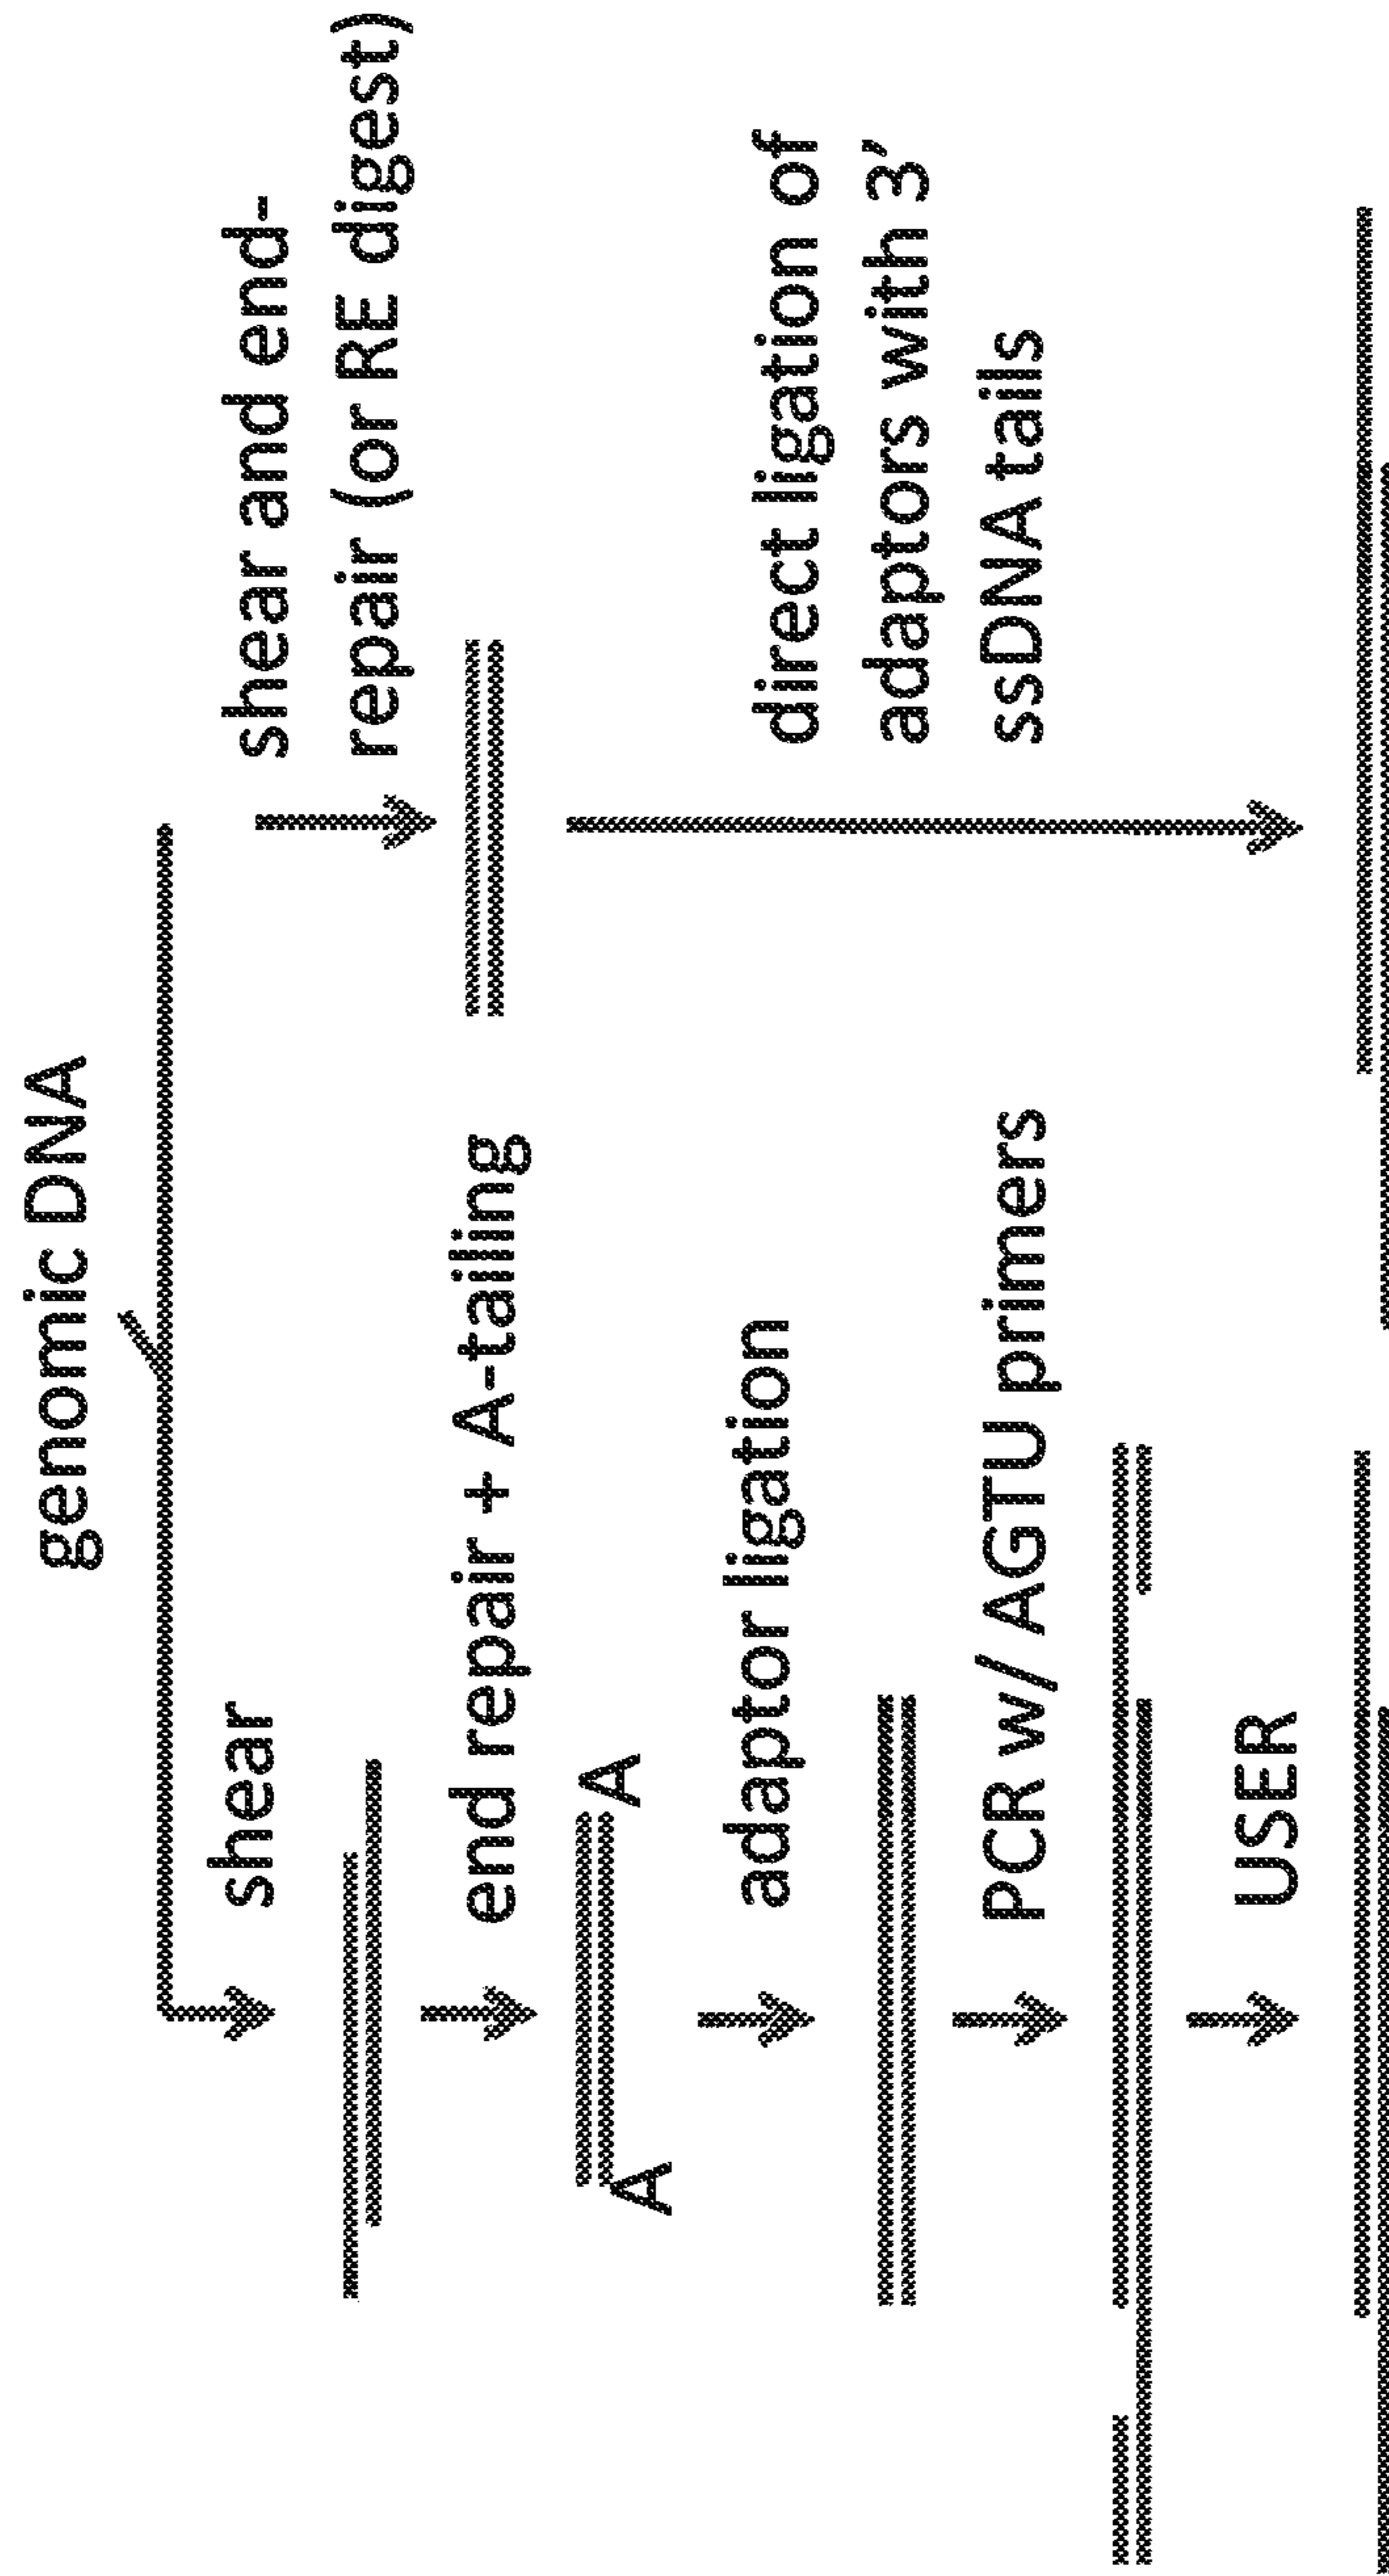 genomic DNA
shear
end repair + A-tailing
A
A
adaptor ligation
PCR w/ AGTU primers
USER
shear and end-
repair (or RE digest)
direct ligation of
adaptors with 3’
ssDNA tails